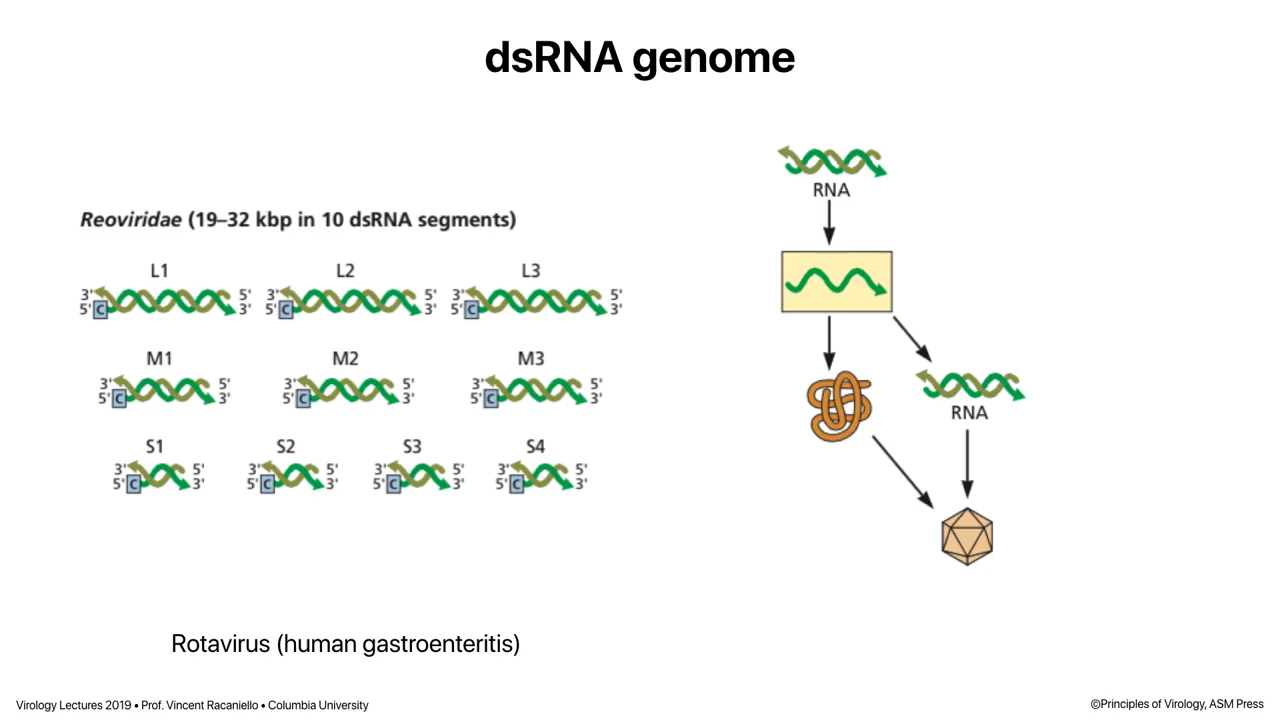 dsRNA genome
Reoviridae (19–32 kbp in 10 dsRNA segments)
L1 L2 L3
3' 5' 3' 5' 3' 5'
5' C 3' 5' C 3' 5' C 3'
M1 M2 M3
3' 5' 3' 5' 3' 5'
5' C 3' 5' C 3' 5' C 3'
S1 S2 S3 S4
3' 5' 3' 5' 3' 5' 3' 5'
5' C 3' 5' C 3' 5' C 3' 5' C 3'
RNA
RNA
Rotavirus (human gastroenteritis)
Virology Lectures 2019 • Prof. Vincent Racaniello • Columbia University
©Principles of Virology, ASM Press